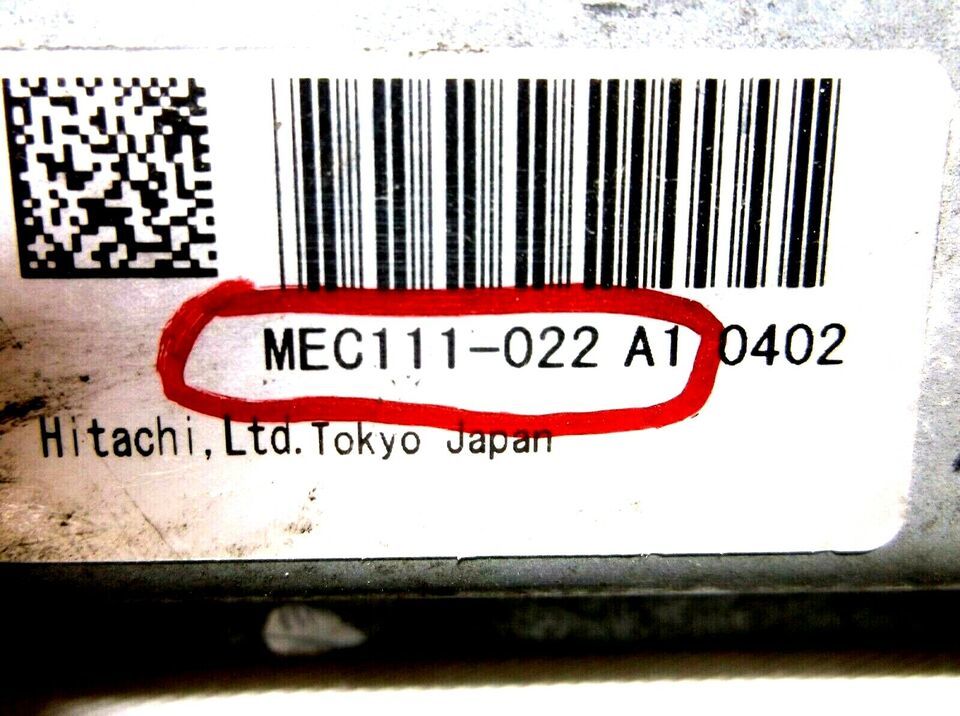 MEC111-022 A1 0402
Hitachi,Ltd.Tokyo Japan